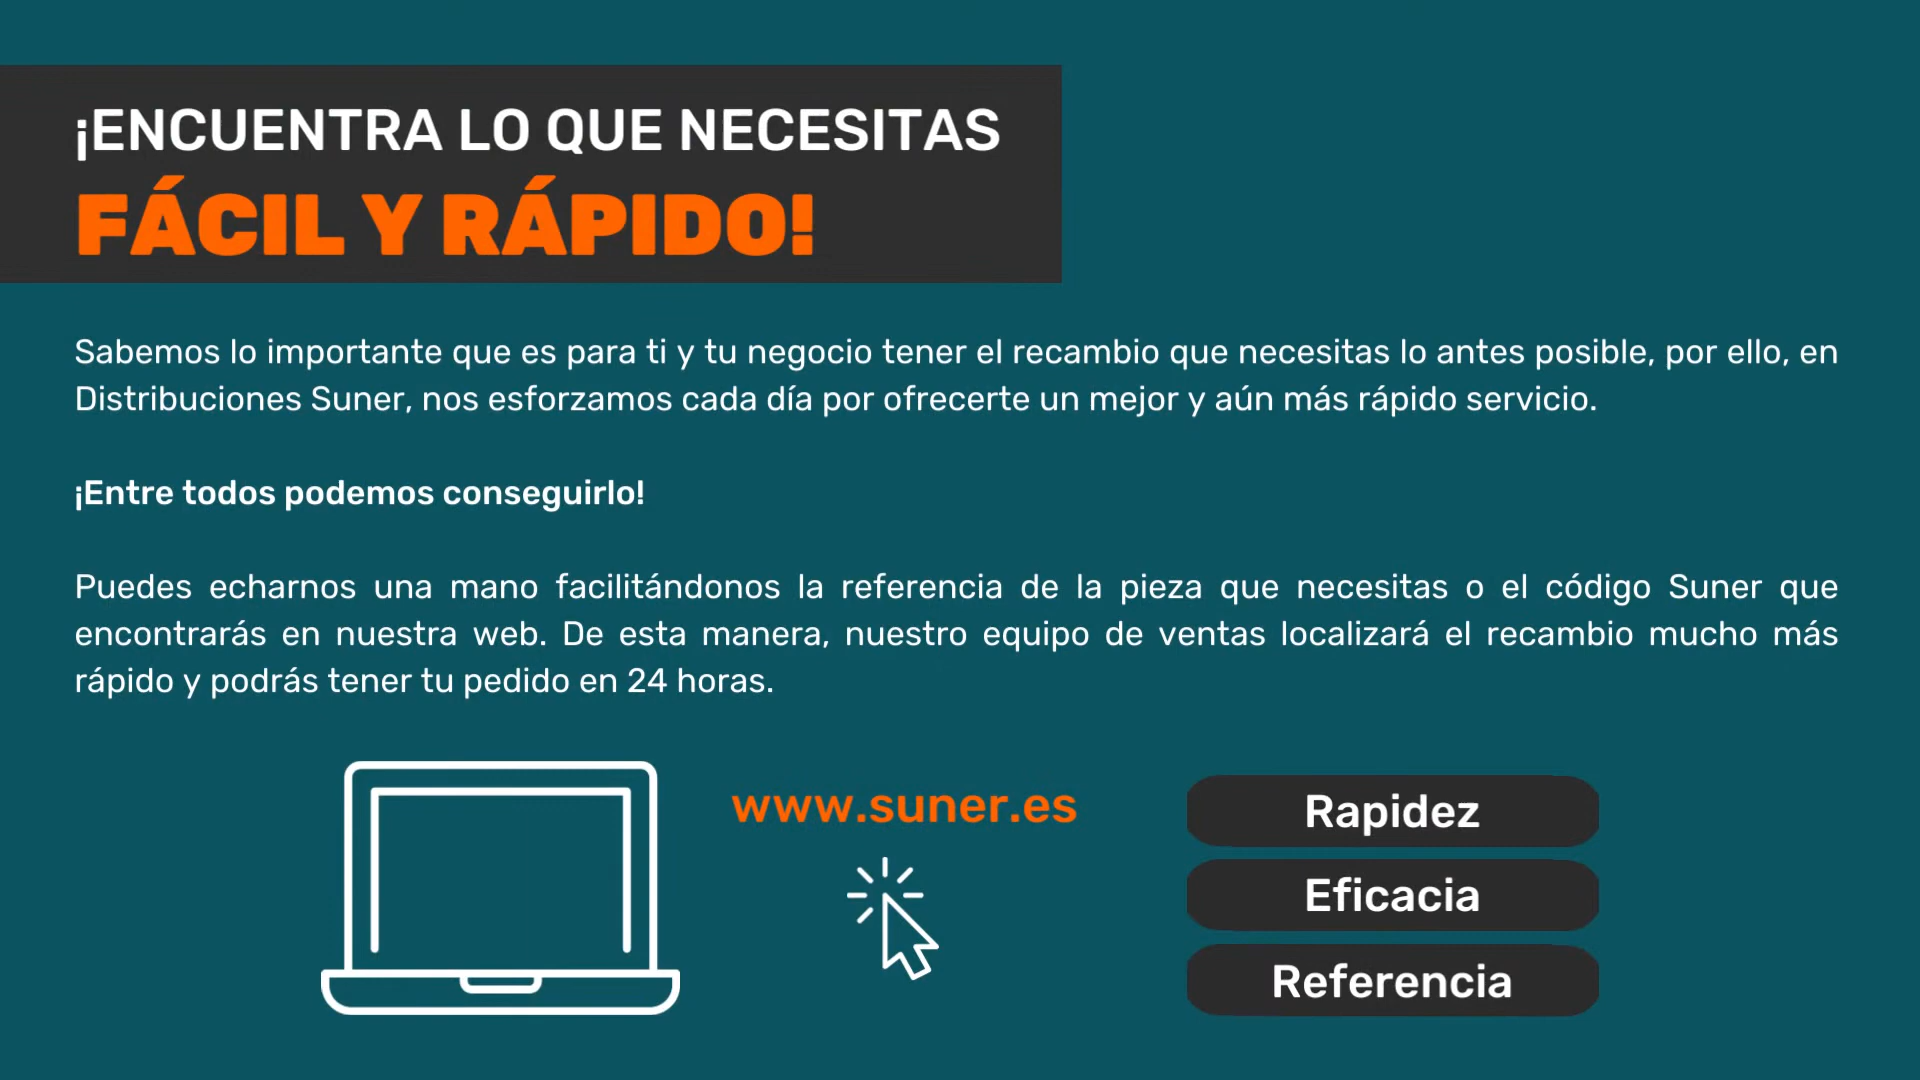 ¡ENCUENTRA LO QUE NECESITAS
FÁCIL Y RÁPIDO!
Sabemos lo importante que es para ti y tu negocio tener el recambio que necesitas lo antes posible, por ello, en
Distribuciones Suner, nos esforzamos cada día por ofrecerte un mejor y aún más rápido servicio.
¡Entre todos podemos conseguirlo!
Puedes echarnos una mano facilitándonos la referencia de la pieza que necesitas o el código Suner que
encontrarás en nuestra web. De esta manera, nuestro equipo de ventas localizará el recambio mucho más
rápido y podrás tener tu pedido en 24 horas.
www.suner.es
Rapidez
Eficacia
Referencia